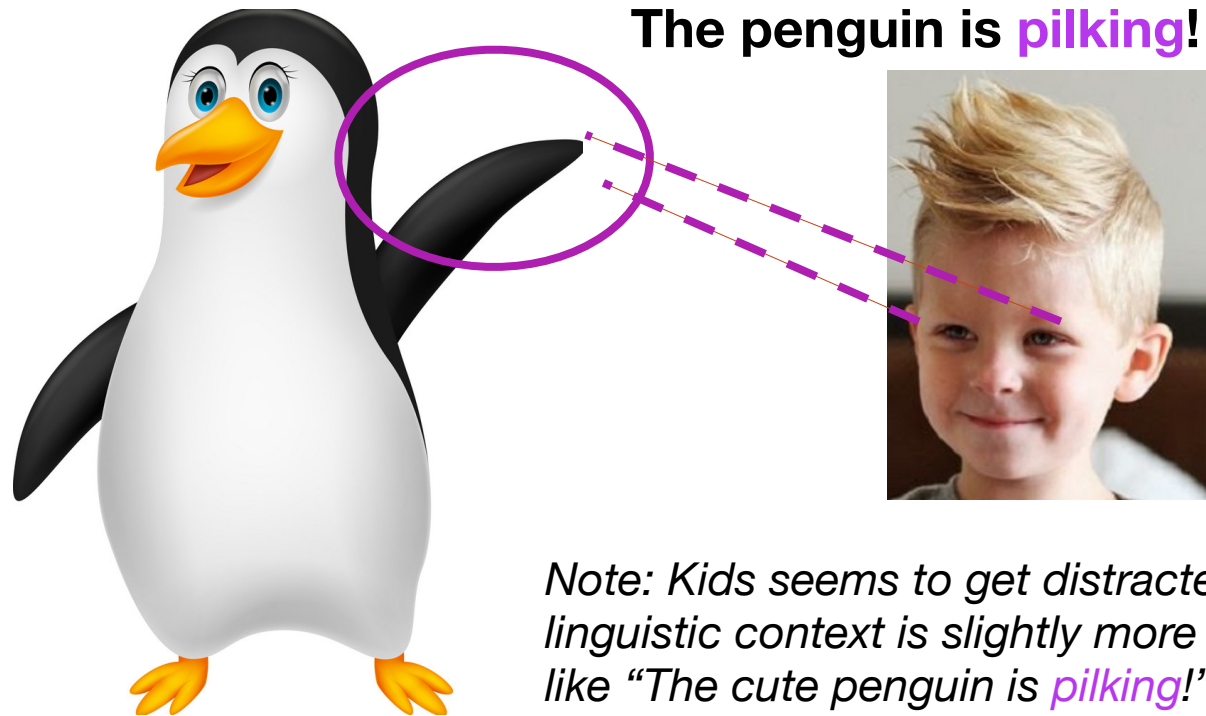 The penguin is pilking!
Note: Kids seems to get
linguistic context is slightly more
like “The cute penguin is pilking!”